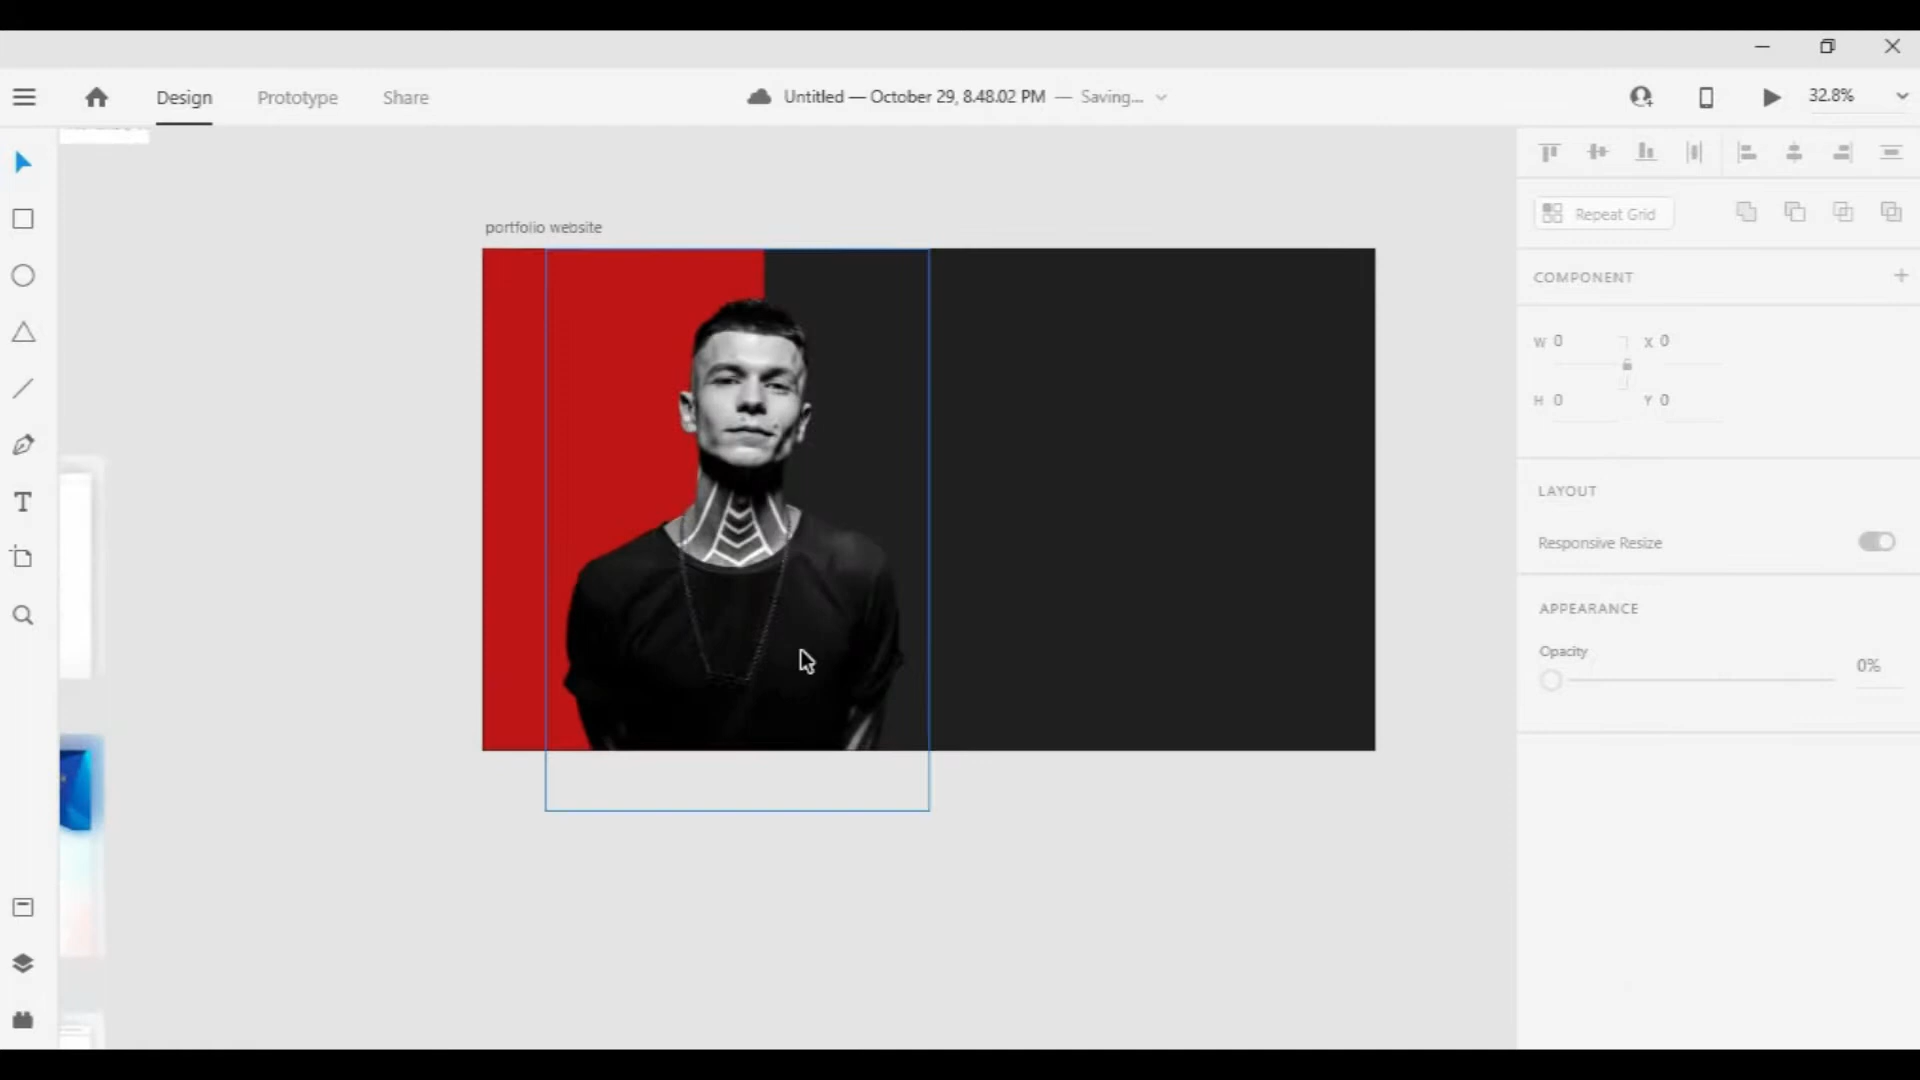 Design
Prototype
Share
Untitled — October 29, 8.48.02 PM — Saving...
32.8%
portfolio website
Repeat Grid
COMPONENT
W 0
X 0
H 0
Y 0
LAYOUT
Responsive Resize
APPEARANCE
Opacity
0%